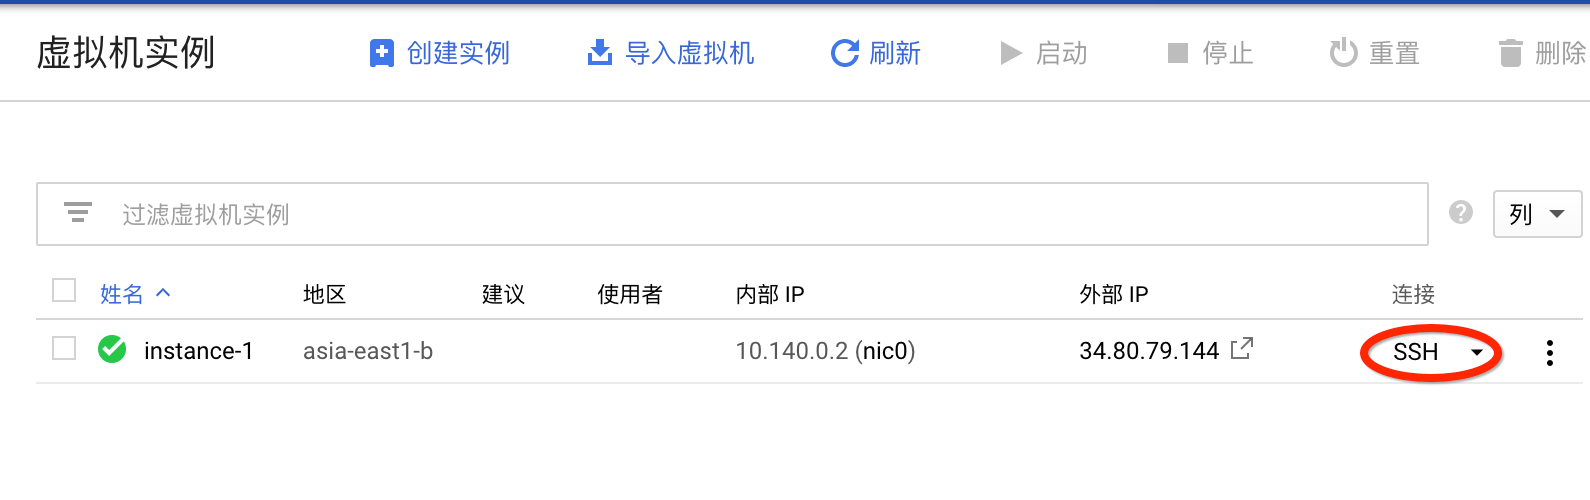 虚拟机实例 创建实例 导入虚拟机 刷新 启动 停止 重置 删除
过滤虚拟机实例 ? 列
姓名 地区 建议 使用者 内部 IP 外部 IP 连接
instance-1 asia-east1-b 10.140.0.2 (nic0) 34.80.79.144 SSH